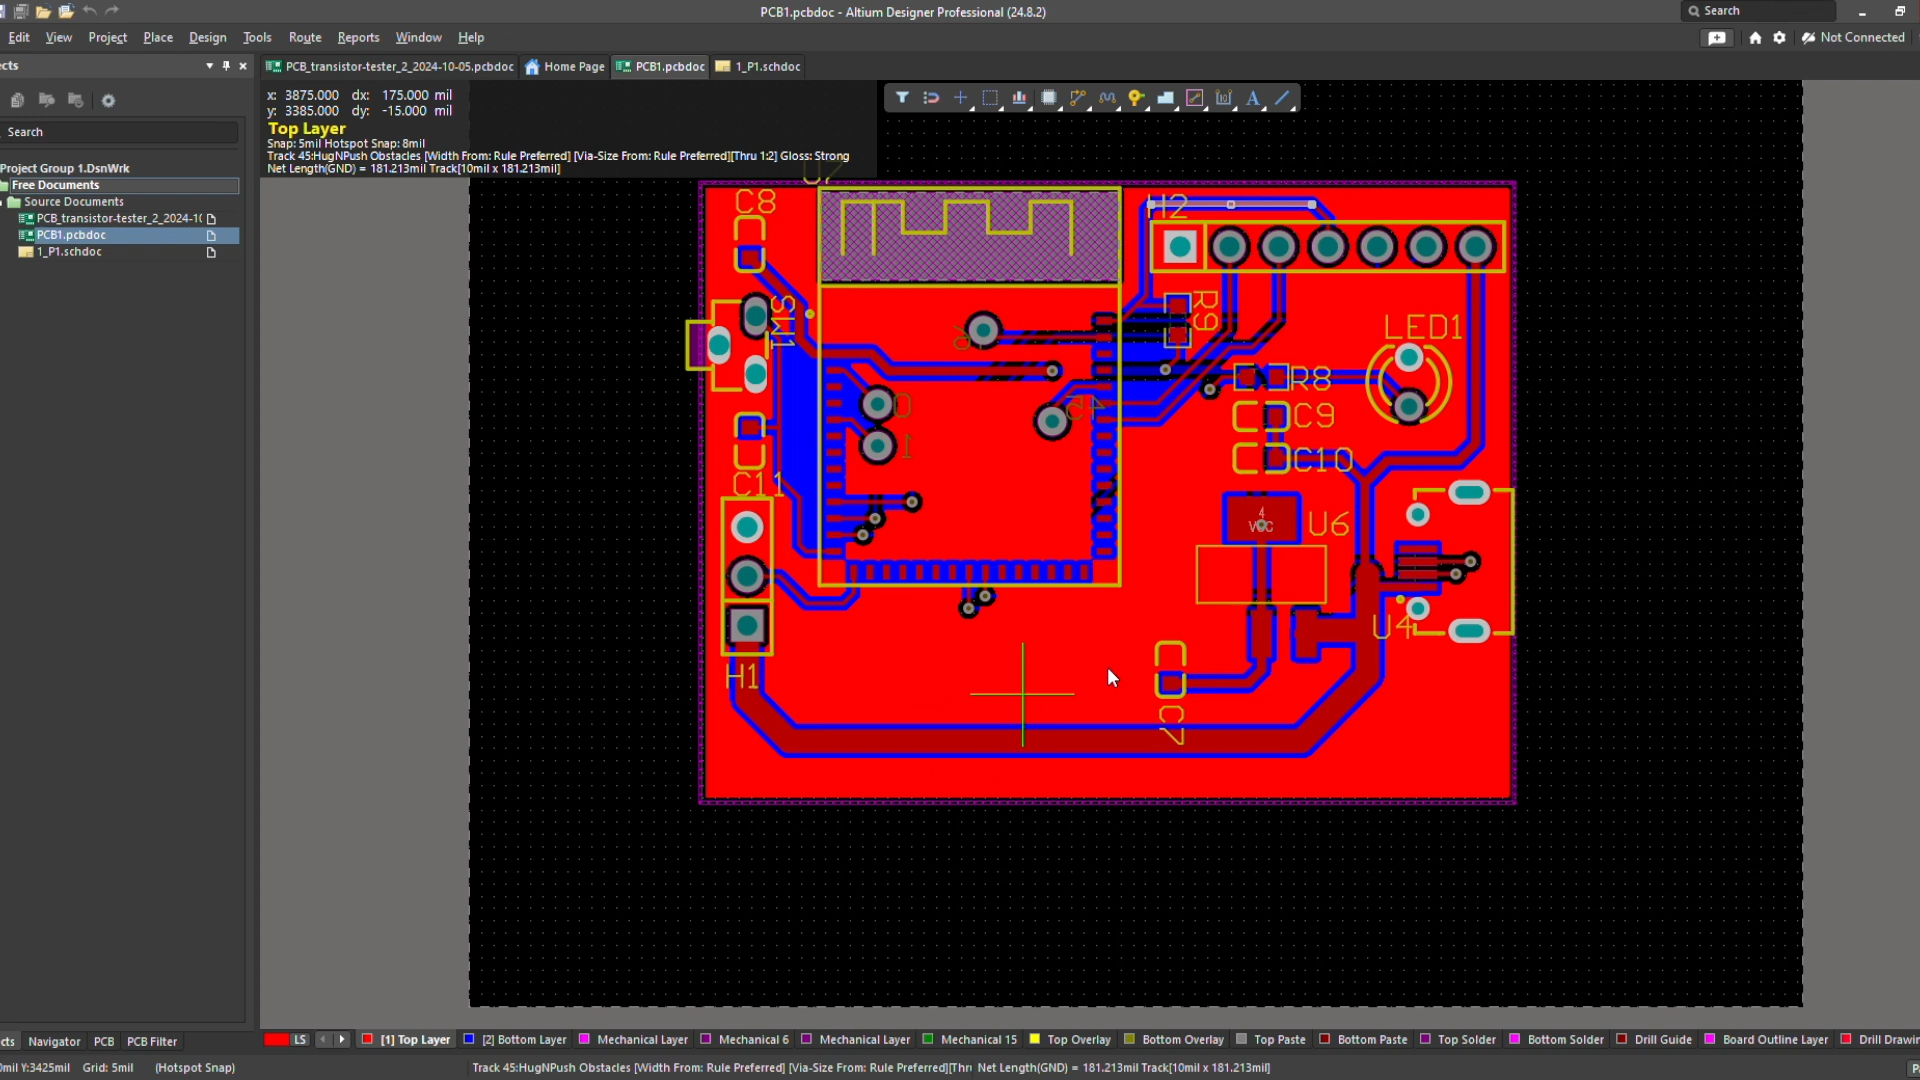 PCB1.pcbdoc - Altium Designer Professional (24.8.2)
Search
Edit View Project Place Design Tools Route Reports Window Help
Not Connected
cts
PCB_transistor-tester_2_2024-10-05.pcbdoc Home Page PCB1.pcbdoc 1_P1.schdoc
x: 3875.000 dx: 175.000 mil
y: 3385.000 dy: -15.000 mil
Top Layer
Snap: 5mil Hotspot Snap: 8mil
Track 45:HugNPush Obstacles [Width From: Rule Preferred] [Via-Size From: Rule Preferred][Thru 1:2] Gloss: Strong
Net Length(GND) = 181.213mil Track[10mil x 181.213mil]
Search
Project Group 1.DsnWrk
Free Documents
Source Documents
PCB_transistor-tester_2_2024-1(
PCB1.pcbdoc
1_P1.schdoc
C8
H2
SW1
R9
LED1
R8
0
C9
1
C10
C11
4
VCC
U6
U4
H1
C7
cts Navigator PCB PCB Filter
LS [1] Top Layer [2] Bottom Layer Mechanical Layer Mechanical 6 Mechanical Layer Mechanical 15 Top Overlay Bottom Overlay Top Paste Bottom Paste Top Solder Bottom Solder Drill Guide Board Outline Layer Drill Drawin
0mil Y:3425mil Grid: 5mil (Hotspot Snap)
Track 45:HugNPush Obstacles [Width From: Rule Preferred] [Via-Size From: Rule Preferred][Thr Net Length(GND) = 181.213mil Track[10mil x 181.213mil]